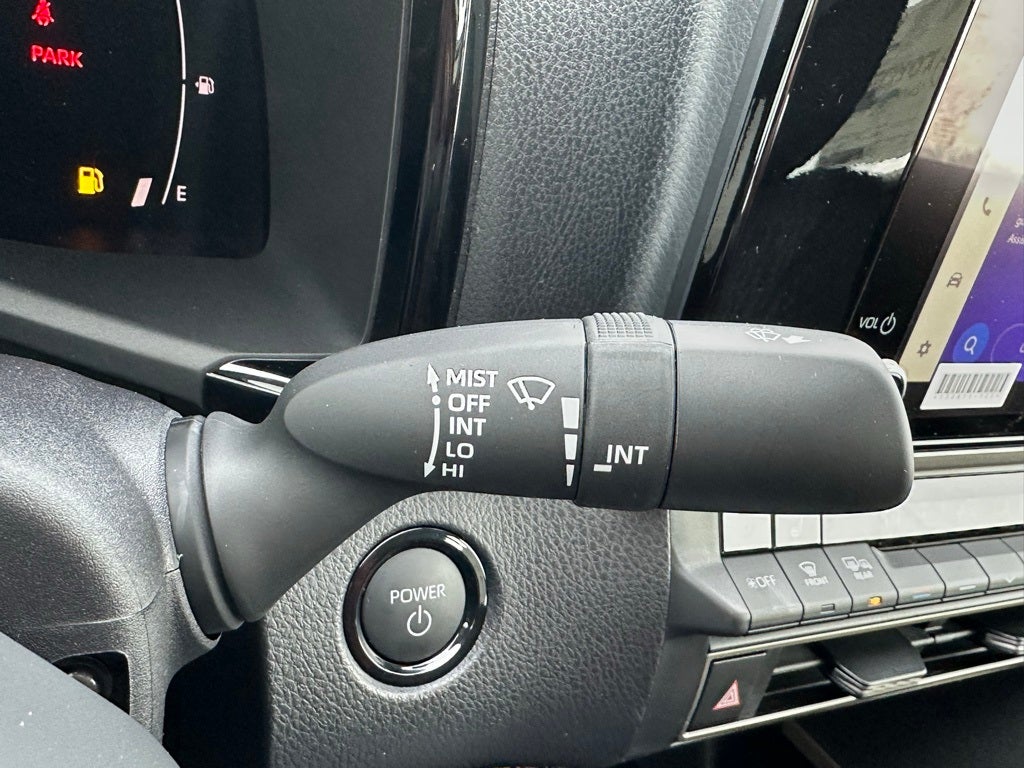 PARK
E
VOL
MIST
OFF
INT
LO
HI
INT
POWER
OFF
FRONT
REAR